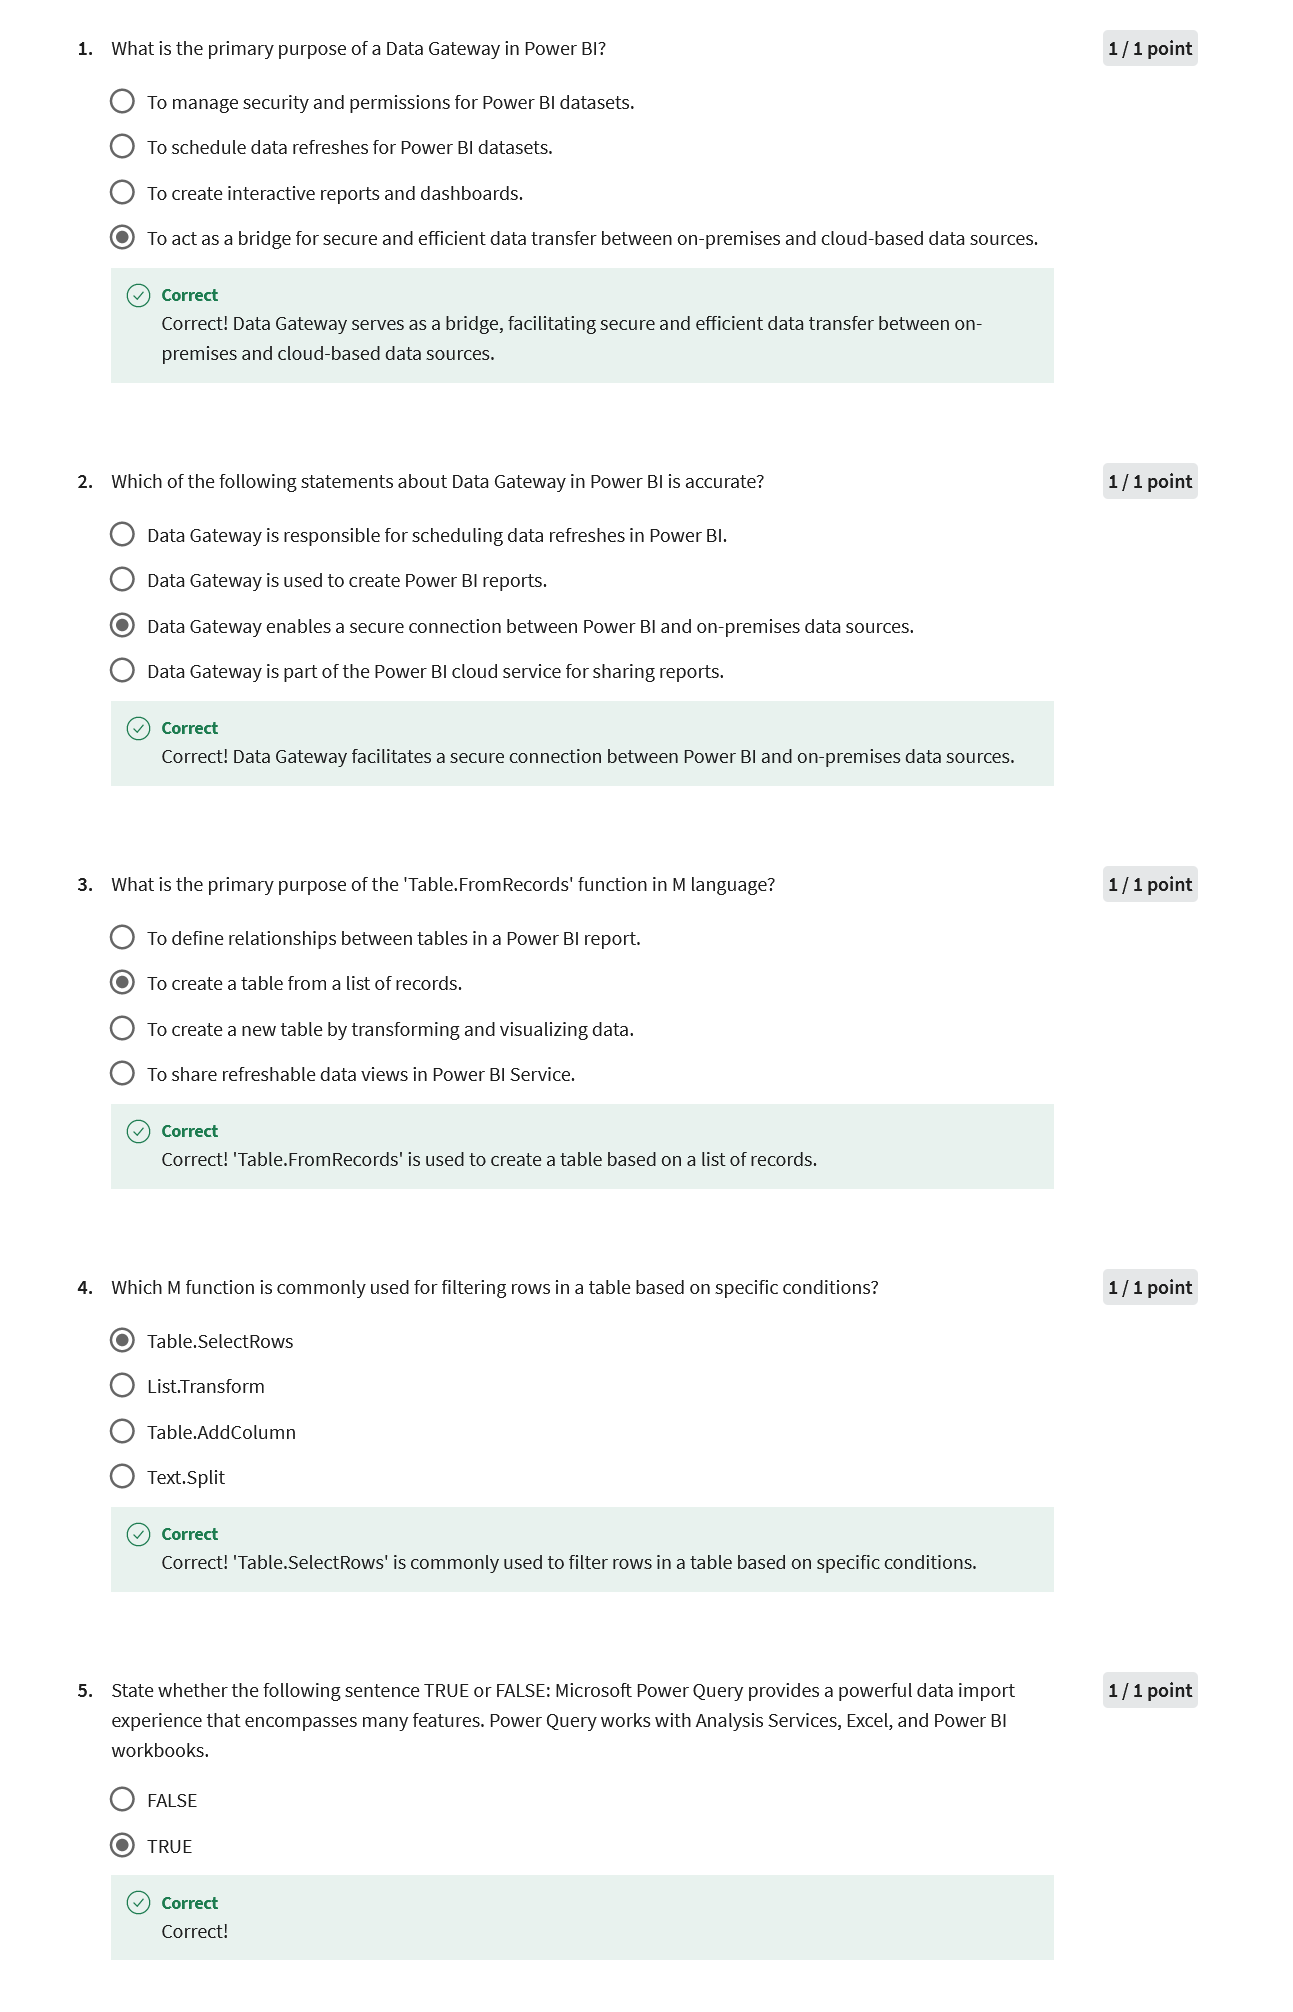 1. What is the primary purpose of a Data Gateway in Power BI? 1 / 1 point
To manage security and permissions for Power BI datasets.
To schedule data refreshes for Power BI datasets.
To create interactive reports and dashboards.
To act as a bridge for secure and efficient data transfer between on-premises and cloud-based data sources.
Correct
Correct! Data Gateway serves as a bridge, facilitating secure and efficient data transfer between on-
premises and cloud-based data sources.
2. Which of the following statements about Data Gateway in Power BI is accurate? 1 / 1 point
Data Gateway is responsible for scheduling data refreshes in Power BI.
Data Gateway is used to create Power BI reports.
Data Gateway enables a secure connection between Power BI and on-premises data sources.
Data Gateway is part of the Power BI cloud service for sharing reports.
Correct
Correct! Data Gateway facilitates a secure connection between Power BI and on-premises data sources.
3. What is the primary purpose of the 'Table.FromRecords' function in M language? 1 / 1 point
To define relationships between tables in a Power BI report.
To create a table from a list of records.
To create a new table by transforming and visualizing data.
To share refreshable data views in Power BI Service.
Correct
Correct! 'Table.FromRecords' is used to create a table based on a list of records.
4. Which M function is commonly used for filtering rows in a table based on specific conditions? 1 / 1 point
Table.SelectRows
List.Transform
Table.AddColumn
Text.Split
Correct
Correct! 'Table.SelectRows' is commonly used to filter rows in a table based on specific conditions.
5. State whether the following sentence TRUE or FALSE: Microsoft Power Query provides a powerful data import 1 / 1 point
experience that encompasses many features. Power Query works with Analysis Services, Excel, and Power BI
workbooks.
FALSE
TRUE
Correct
Correct!